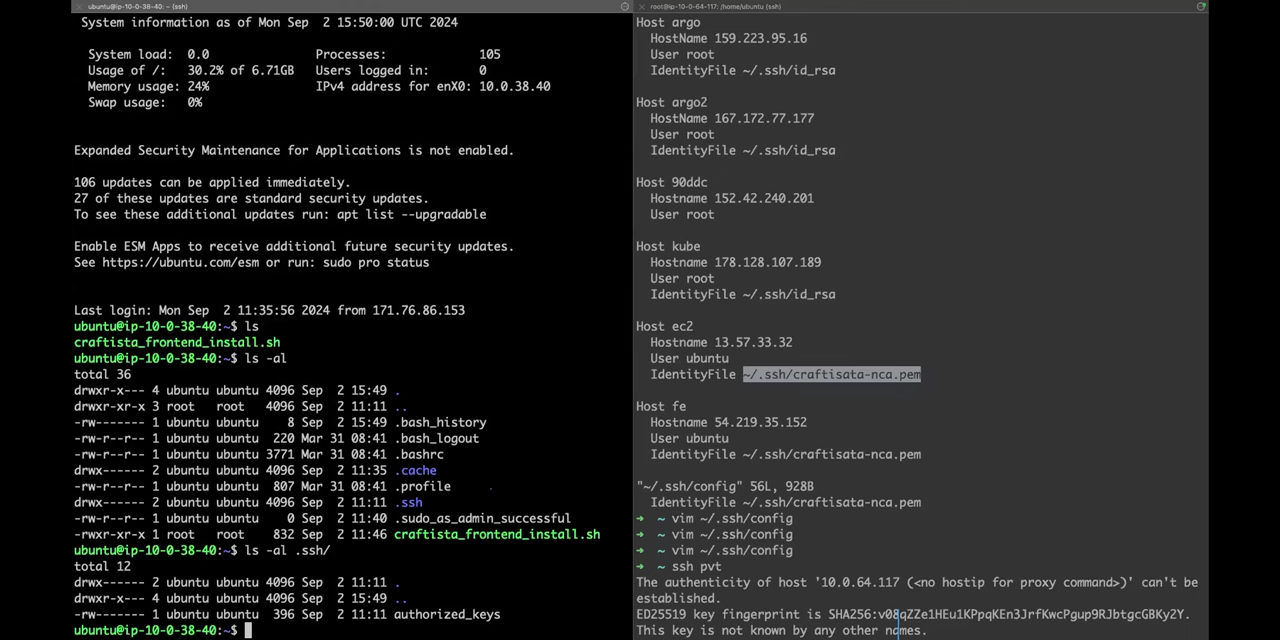 ubuntu@ip-10-0-38-40: ~ (ssh)
System information as of Mon Sep  2 15:50:00 UTC 2024
System load:  0.0                Processes:             105
Usage of /:   30.2% of 6.71GB   Users logged in:       0
Memory usage: 24%                IPv4 address for enX0: 10.0.38.40
Swap usage:   0%
Expanded Security Maintenance for Applications is not enabled.
106 updates can be applied immediately.
27 of these updates are standard security updates.
To see these additional updates run: apt list --upgradable
Enable ESM Apps to receive additional future security updates.
See https://ubuntu.com/esm or run: sudo pro status
Last login: Mon Sep  2 11:35:56 2024 from 171.76.86.153
ubuntu@ip-10-0-38-40:~$ ls
craftista_frontend_install.sh
ubuntu@ip-10-0-38-40:~$ ls -al
total 36
drwxr-x--- 4 ubuntu ubuntu 4096 Sep  2 15:49 .
drwxr-xr-x 3 root   root   4096 Sep  2 11:11 ..
-rw------- 1 ubuntu ubuntu    8 Sep  2 15:49 .bash_history
-rw-r--r-- 1 ubuntu ubuntu  220 Mar 31 08:41 .bash_logout
-rw-r--r-- 1 ubuntu ubuntu 3771 Mar 31 08:41 .bashrc
drwx------ 2 ubuntu ubuntu 4096 Sep  2 11:35 .cache
-rw-r--r-- 1 ubuntu ubuntu  807 Mar 31 08:41 .profile
drwx------ 2 ubuntu ubuntu 4096 Sep  2 11:11 .ssh
-rw-r--r-- 1 ubuntu ubuntu    0 Sep  2 11:40 .sudo_as_admin_successful
-rwxr-xr-x 1 root   root    832 Sep  2 11:46 craftista_frontend_install.sh
ubuntu@ip-10-0-38-40:~$ ls -al .ssh/
total 12
drwx------ 2 ubuntu ubuntu 4096 Sep  2 11:11 .
drwxr-x--- 4 ubuntu ubuntu 4096 Sep  2 15:49 ..
-rw------- 1 ubuntu ubuntu  396 Sep  2 11:11 authorized_keys
ubuntu@ip-10-0-38-40:~$
root@ip-10-0-64-117: /home/ubuntu (ssh)
Host argo
HostName 159.223.95.16
User root
IdentityFile ~/.ssh/id_rsa
Host argo2
HostName 167.172.77.177
User root
IdentityFile ~/.ssh/id_rsa
Host 90ddc
Hostname 152.42.240.201
User root
Host kube
Hostname 178.128.107.189
User root
IdentityFile ~/.ssh/id_rsa
Host ec2
Hostname 13.57.33.32
User ubuntu
IdentityFile ~/.ssh/craftisata-nca.pem
Host fe
Hostname 54.219.35.152
User ubuntu
IdentityFile ~/.ssh/craftisata-nca.pem
"~/.ssh/config" 56L, 928B
IdentityFile ~/.ssh/craftisata-nca.pem
➜  ~ vim ~/.ssh/config
➜  ~ vim ~/.ssh/config
➜  ~ vim ~/.ssh/config
➜  ~ ssh pvt
The authenticity of host '10.0.64.117 (<no hostip for proxy command>)' can't be
established.
ED25519 key fingerprint is SHA256:v08qZZe1HEu1KPpqKEn3JrfKwcPgup9RJbtgcGBKy2Y.
This key is not known by any other names.